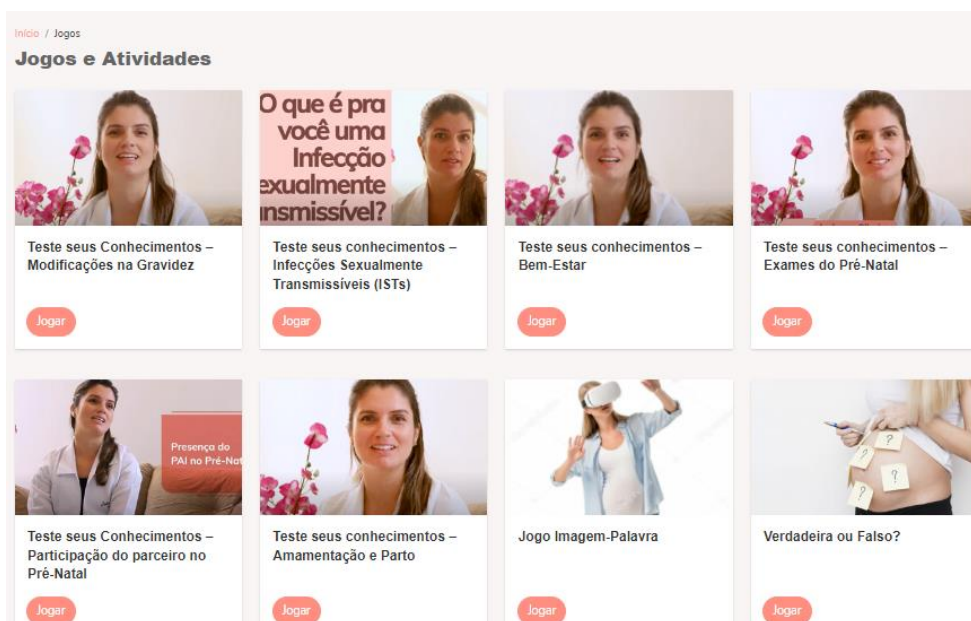 Início / Jogos
Jogos e Atividades
O que é pra
você uma
Infecção
exualmente
nsmissível?
Teste seus Conhecimentos –
Modificações na Gravidez
Jogar
Teste seus conhecimentos –
Infecções Sexualmente
Transmissíveis (ISTs)
Jogar
Teste seus conhecimentos –
Bem-Estar
Jogar
Teste seus conhecimentos –
Exames do Pré-Natal
Jogar
Presença do
PAI no Pré-Nat
Teste seus Conhecimentos –
Participação do parceiro no
Pré-Natal
Jogar
Teste seus conhecimentos –
Amamentação e Parto
Jogar
Jogo Imagem-Palavra
Jogar
? 
?
?
Verdadeira ou Falso?
Jogar